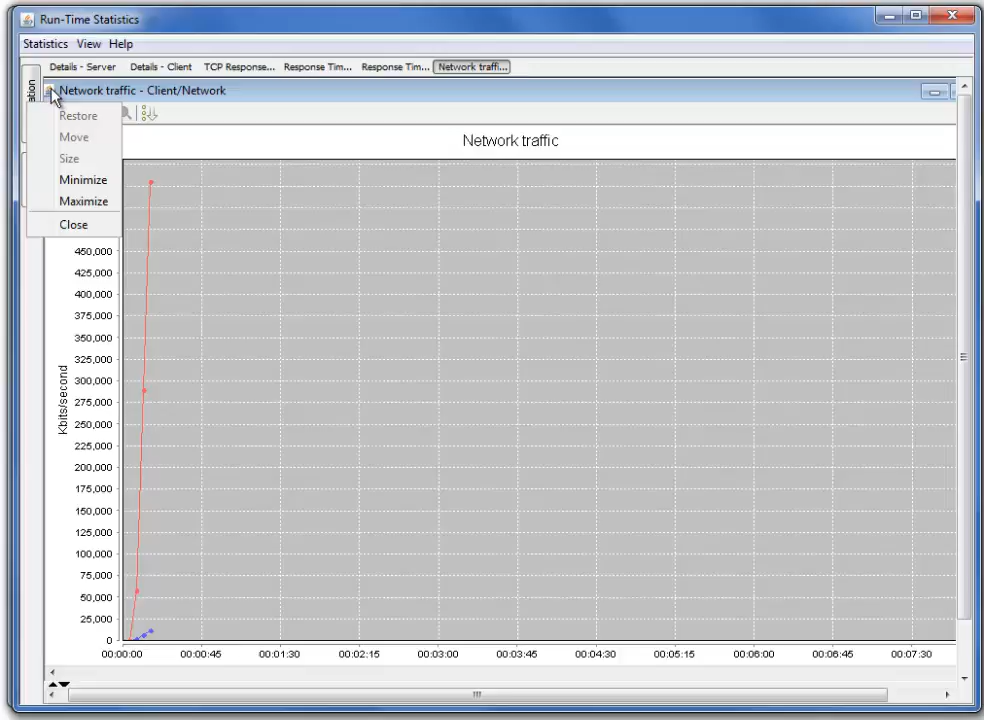 Run-Time Statistics
Statistics View Help
Details - Server Details - Client TCP Response... Response Tim... Response Tim... Network traffi...
Network traffic - Client/Network
Restore
Move
Size
Minimize
Maximize
Close
Network traffic
450,000
425,000
400,000
375,000
350,000
325,000
300,000
275,000
250,000
225,000
200,000
175,000
150,000
125,000
100,000
75,000
50,000
25,000
0
Kbits/second
00:00:00 00:00:45 00:01:30 00:02:15 00:03:00 00:03:45 00:04:30 00:05:15 00:06:00 00:06:45 00:07:30